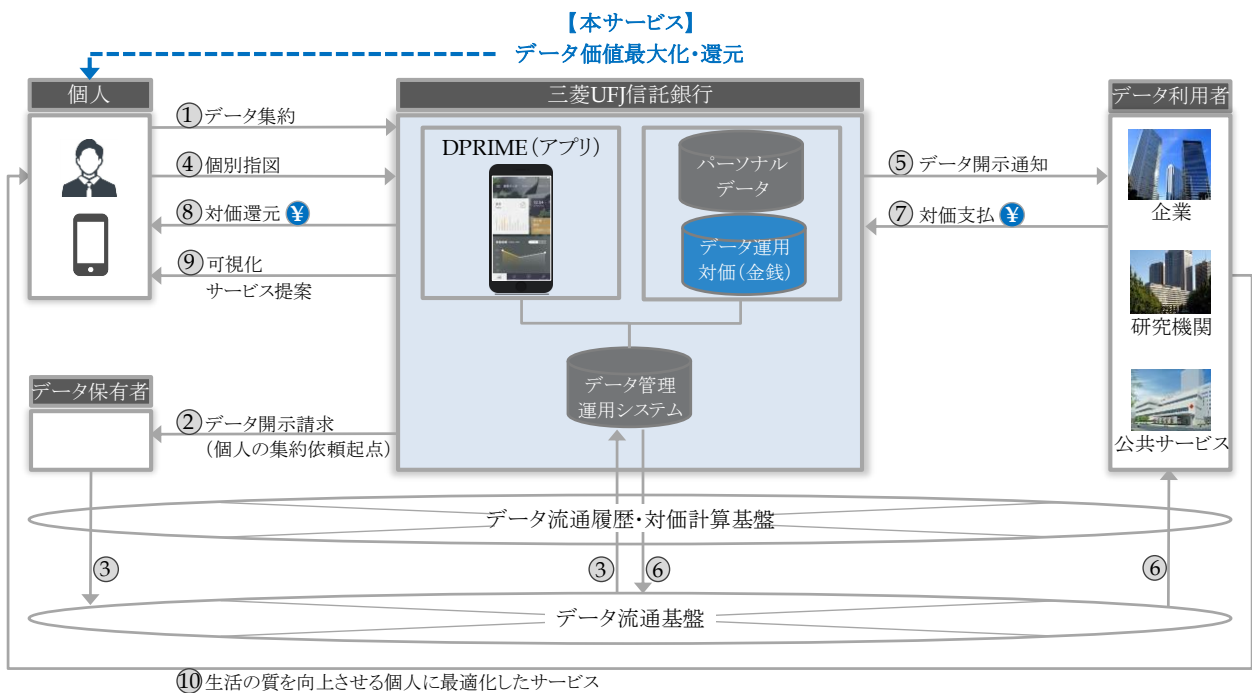 【本サービス】
データ価値最大化・還元
個人
三菱UFJ信託銀行
データ利用者
①データ集約
④個別指図
⑧対価還元 ¥
⑨可視化
サービス提案
DPRIME(アプリ)
パーソナル
データ
データ運用
対価(金銭)
データ管理
運用システム
⑤データ開示通知
⑦対価支払 ¥
企業
研究機関
公共サービス
データ保有者
②データ開示請求
(個人の集約依頼起点)
データ流通履歴・対価計算基盤
③
③
⑥
⑥
データ流通基盤
⑩生活の質を向上させる個人に最適化したサービス